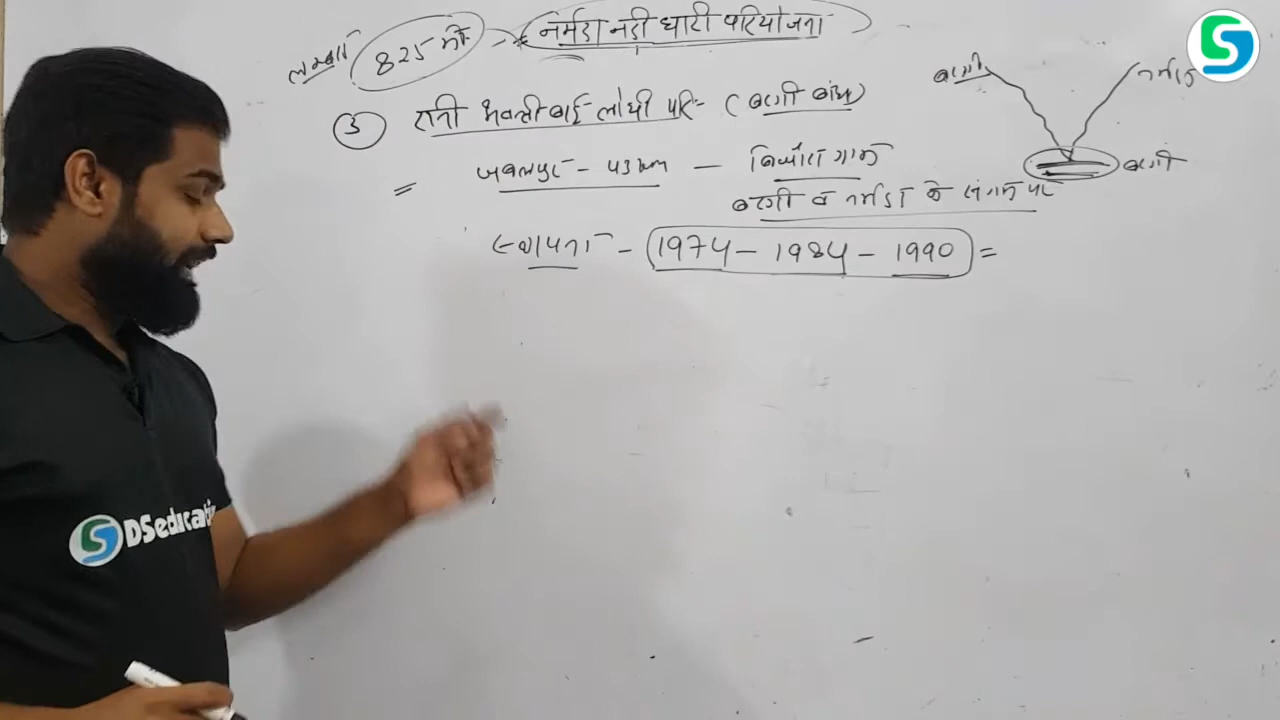 लम्बाई 825 मी - * नर्मदा नदी घाटी परियोजना
3 रानी अवन्तीबाई लोधी परि- (बरगी बांध)
= जबलपुर - 43 km - बिजौरा ग्राम
बरगी व नर्मदा के संगम पर
स्थापना - 1974 - 1984 - 1990 =
बरगी
नर्मदा
बरगी
DSeducation